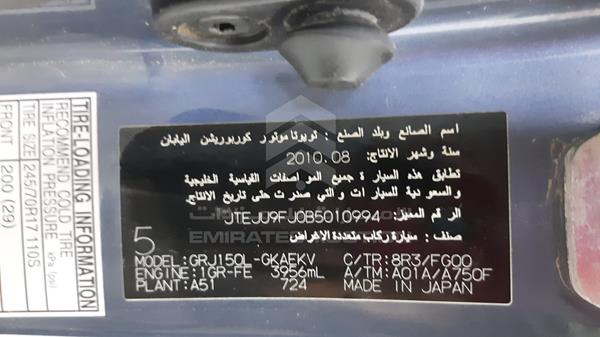 TIRE-LOADING INFORMATION
RECOMMEND. COLD TIRE
INFLATION PRESSURE kPa (psi)
TIRE SIZE 245/70R17 110S
FRONT 200 (29)
اسم الصانع وبلد الصنع : تويوتا موتور كوربوريشن اليابان
سنة وشهر الانتاج: 2010.08
تطابق هذه السيارة جميع المواصفات القياسية الخليجية
والسعودية للسيارات والتي صدرت حتى تاريخ الإنتاج
الرقم المميز: JTEJU9FJ0B5010994
صنف : سيارة ركاب متعددة الاغراض
5
MODEL:GRJ150L-GKAEKV C/TR:8R3/FG00
ENGINE:1GR-FE 3956mL A/TM:A01A/A750F
PLANT:A51 724 MADE IN JAPAN